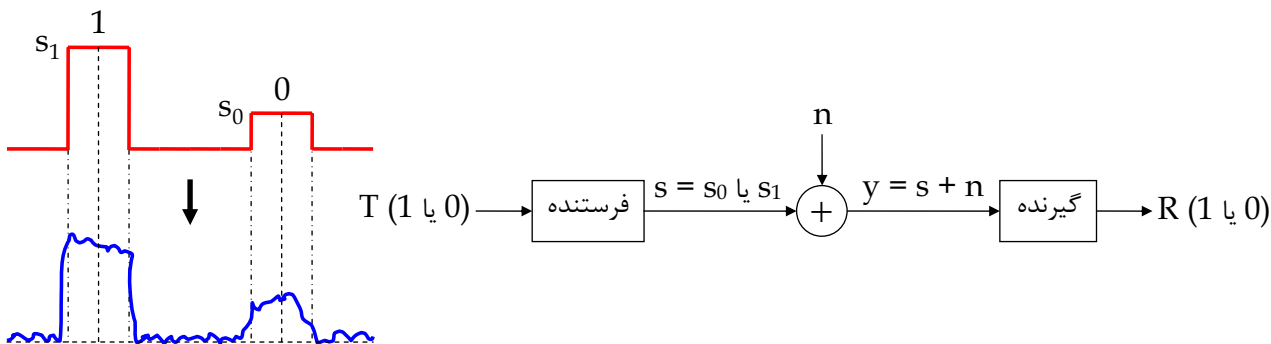 1
s1
0
s0
n
T (1 یا 0)
فرستنده
s = s0 یا s1
+
y = s + n
گیرنده
R (1 یا 0)